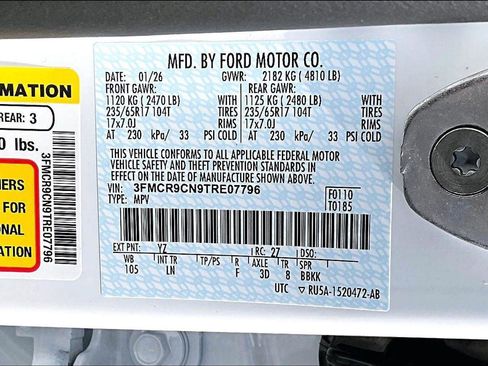 MFD. BY FORD MOTOR CO.
DATE: 01/26 GVWR: 2182 KG ( 4810 LB)
FRONT GAWR: REAR GAWR:
1120 KG ( 2470 LB) WITH 1125 KG ( 2480 LB) WITH
235/65R17 104T TIRES 235/65R17 104T TIRES
17x7.0J RIMS 17x7.0J RIMS
AT 230 kPa/ 33 PSI COLD AT 230 kPa/ 33 PSI COLD
THIS VEHICLE CONFORMS TO ALL APPLICABLE FEDERAL MOTOR
VEHICLE SAFETY AND THEFT PREVENTION STANDARDS IN
EFFECT ON THE DATE OF MANUFACTURE SHOWN ABOVE.
VIN: 3FMCR9CN9TRE07796 F0110
TYPE: MPV T0185
EXT PNT: YZ RC: 27 DSO:
WB INT TR TP/PS R AXLE TR SPR
105 LN F 3D 8 BBKK
UTC ▽ RU5A-1520472-AB
RMATION
REAR: 3
0 lbs.
3FMCR9CN9TRE07796
ERS
FOR
ONAL
N